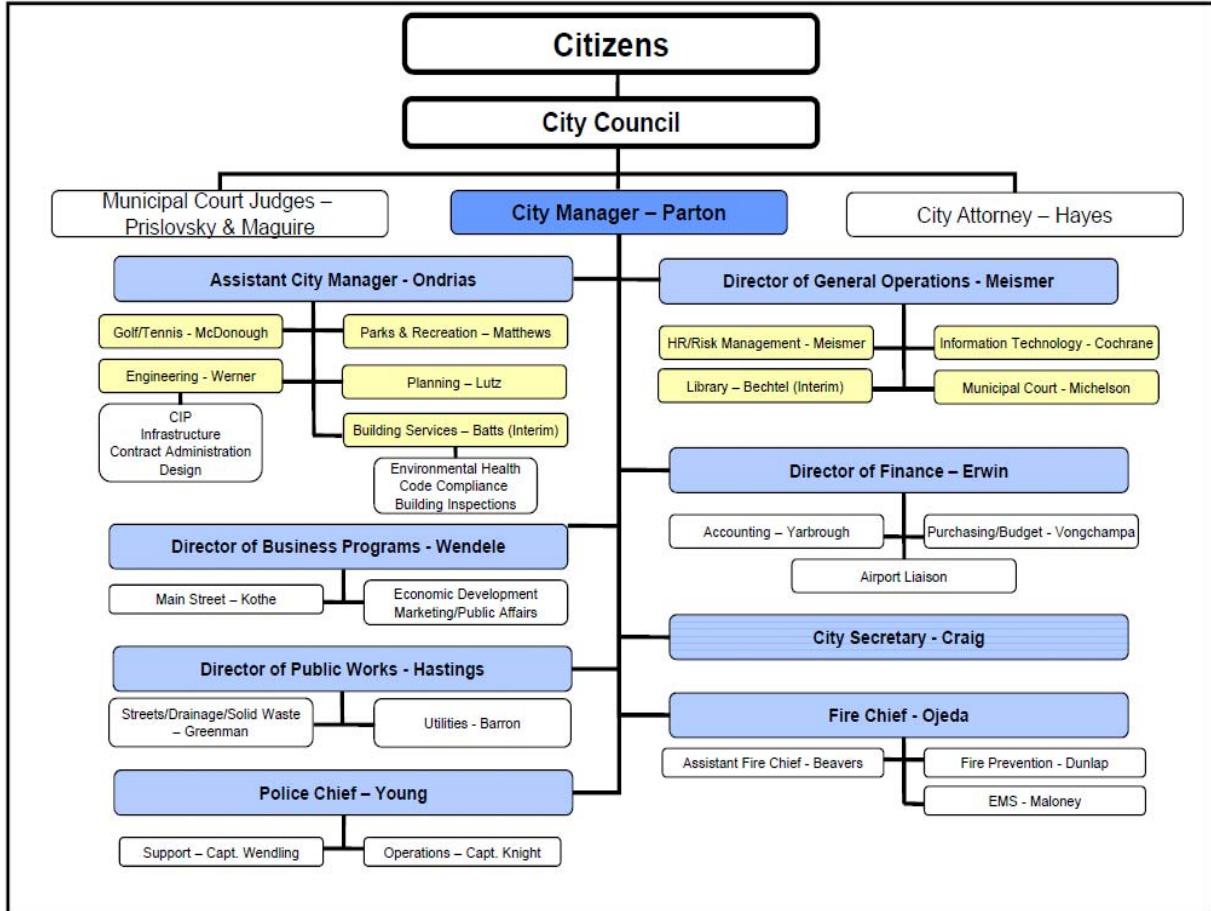 Citizens
City Council
Municipal Court Judges –
Prislovsky & Maguire
City Manager – Parton
City Attorney – Hayes
Assistant City Manager - Ondrias
Golf/Tennis - McDonough
Parks & Recreation – Matthews
Engineering - Werner
Planning – Lutz
CIP
Infrastructure
Contract Administration
Design
Building Services – Batts (Interim)
Environmental Health
Code Compliance
Building Inspections
Director of General Operations - Meismer
HR/Risk Management - Meismer
Information Technology - Cochrane
Library – Bechtel (Interim)
Municipal Court - Michelson
Director of Finance – Erwin
Accounting – Yarbrough
Purchasing/Budget - Vongchampa
Airport Liaison
Director of Business Programs - Wendele
Main Street – Kothe
Economic Development
Marketing/Public Affairs
City Secretary - Craig
Director of Public Works - Hastings
Streets/Drainage/Solid Waste
– Greenman
Utilities - Barron
Fire Chief - Ojeda
Assistant Fire Chief - Beavers
Fire Prevention - Dunlap
EMS - Maloney
Police Chief – Young
Support – Capt. Wendling
Operations – Capt. Knight